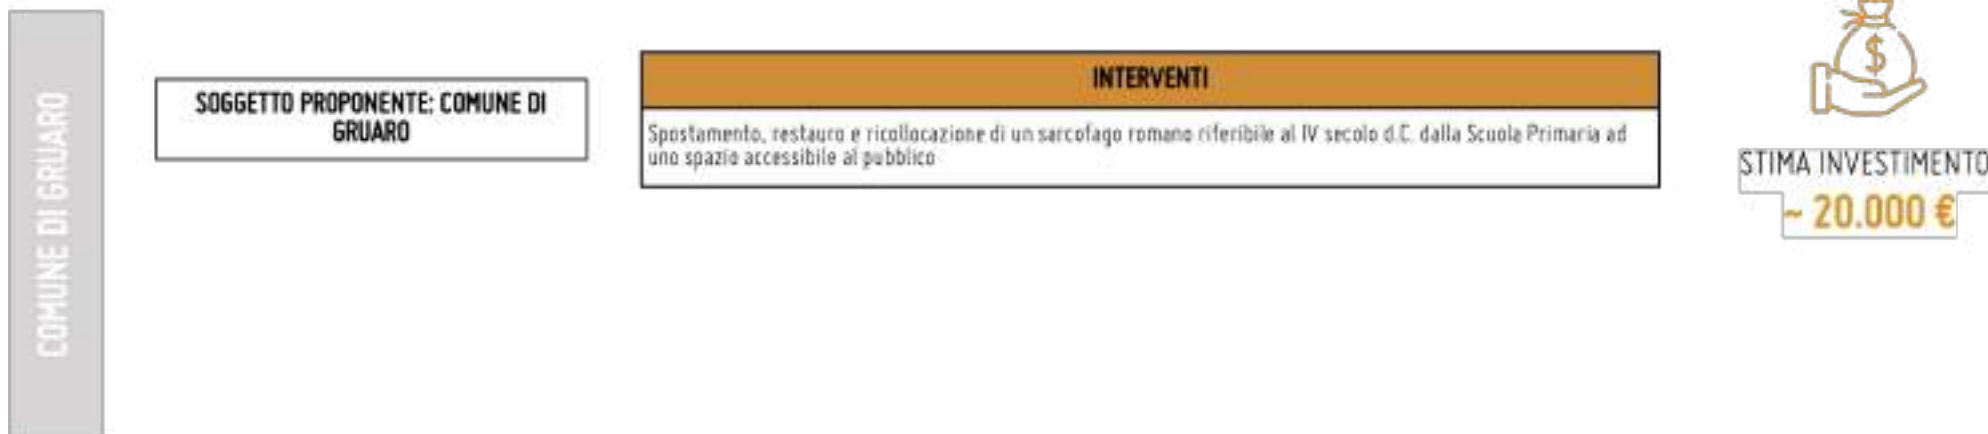 COMUNE DI GRUARO
SOGGETTO PROPONENTE: COMUNE DI
GRUARO
INTERVENTI
Spostamento, restauro e ricollocazione di un sarcofago romano riferibile al IV secolo d.C. dalla Scuola Primaria ad
uno spazio accessibile al pubblico
$
STIMA INVESTIMENTO
~ 20.000 €